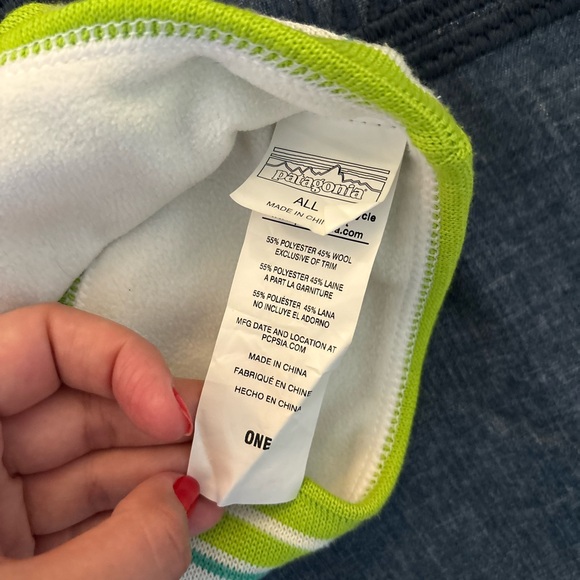 patagonia
ALL
MADE IN CHI
cycle
a.com
55% POLYESTER 45% WOOL
EXCLUSIVE OF TRIM
55% POLYESTER 45% LAINE
A PART LA GARNITURE
55% POLIÉSTER 45% LANA
NO INCLUYE EL ADORNO
MFG DATE AND LOCATION AT
PCPSIA.COM
MADE IN CHINA
FABRIQUÉ EN CHINE
HECHO EN CHINA
ONE